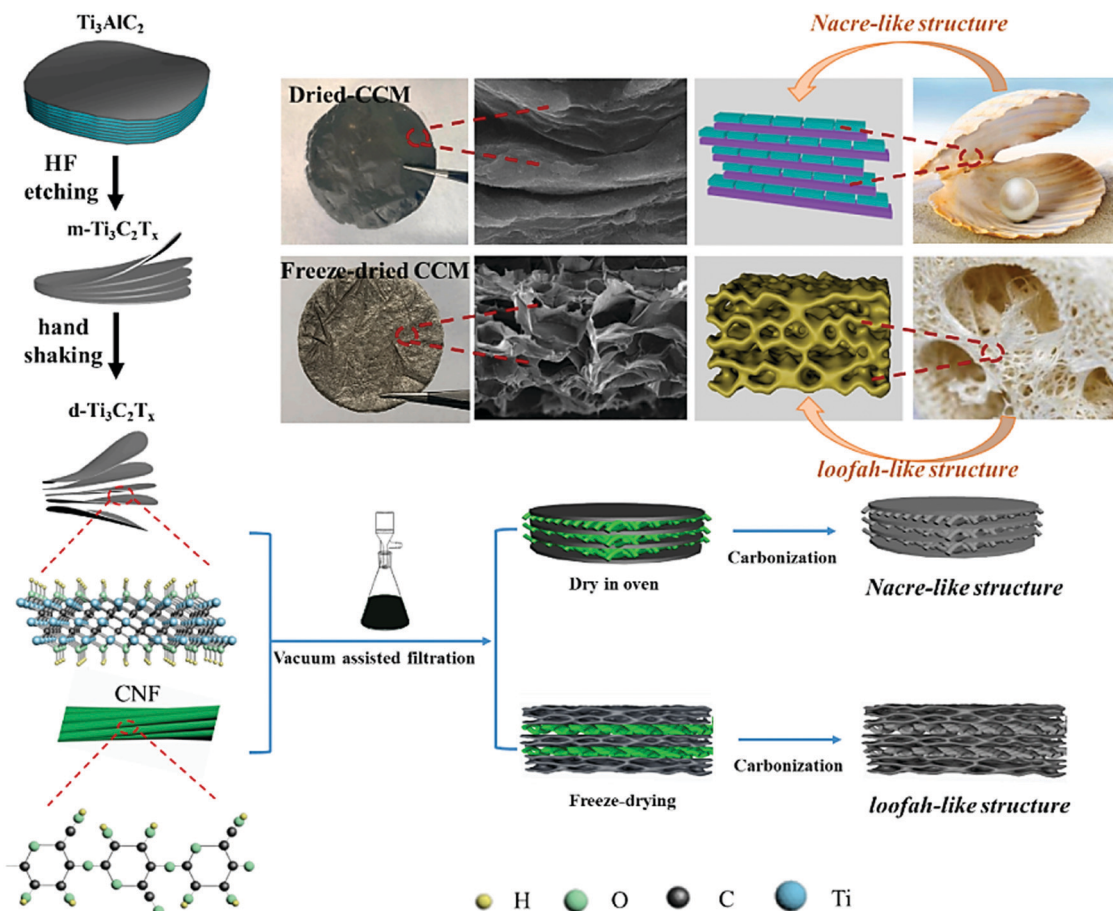 Ti₃AlC₂
HF
etching
m-Ti₃C₂Tₓ
hand
shaking
d-Ti₃C₂Tₓ
CNF
Nacre-like structure
Dried-CCM
Freeze-dried CCM
loofah-like structure
Vacuum assisted filtration
Dry in oven
Carbonization
Nacre-like structure
Freeze-drying
Carbonization
loofah-like structure
H O C Ti